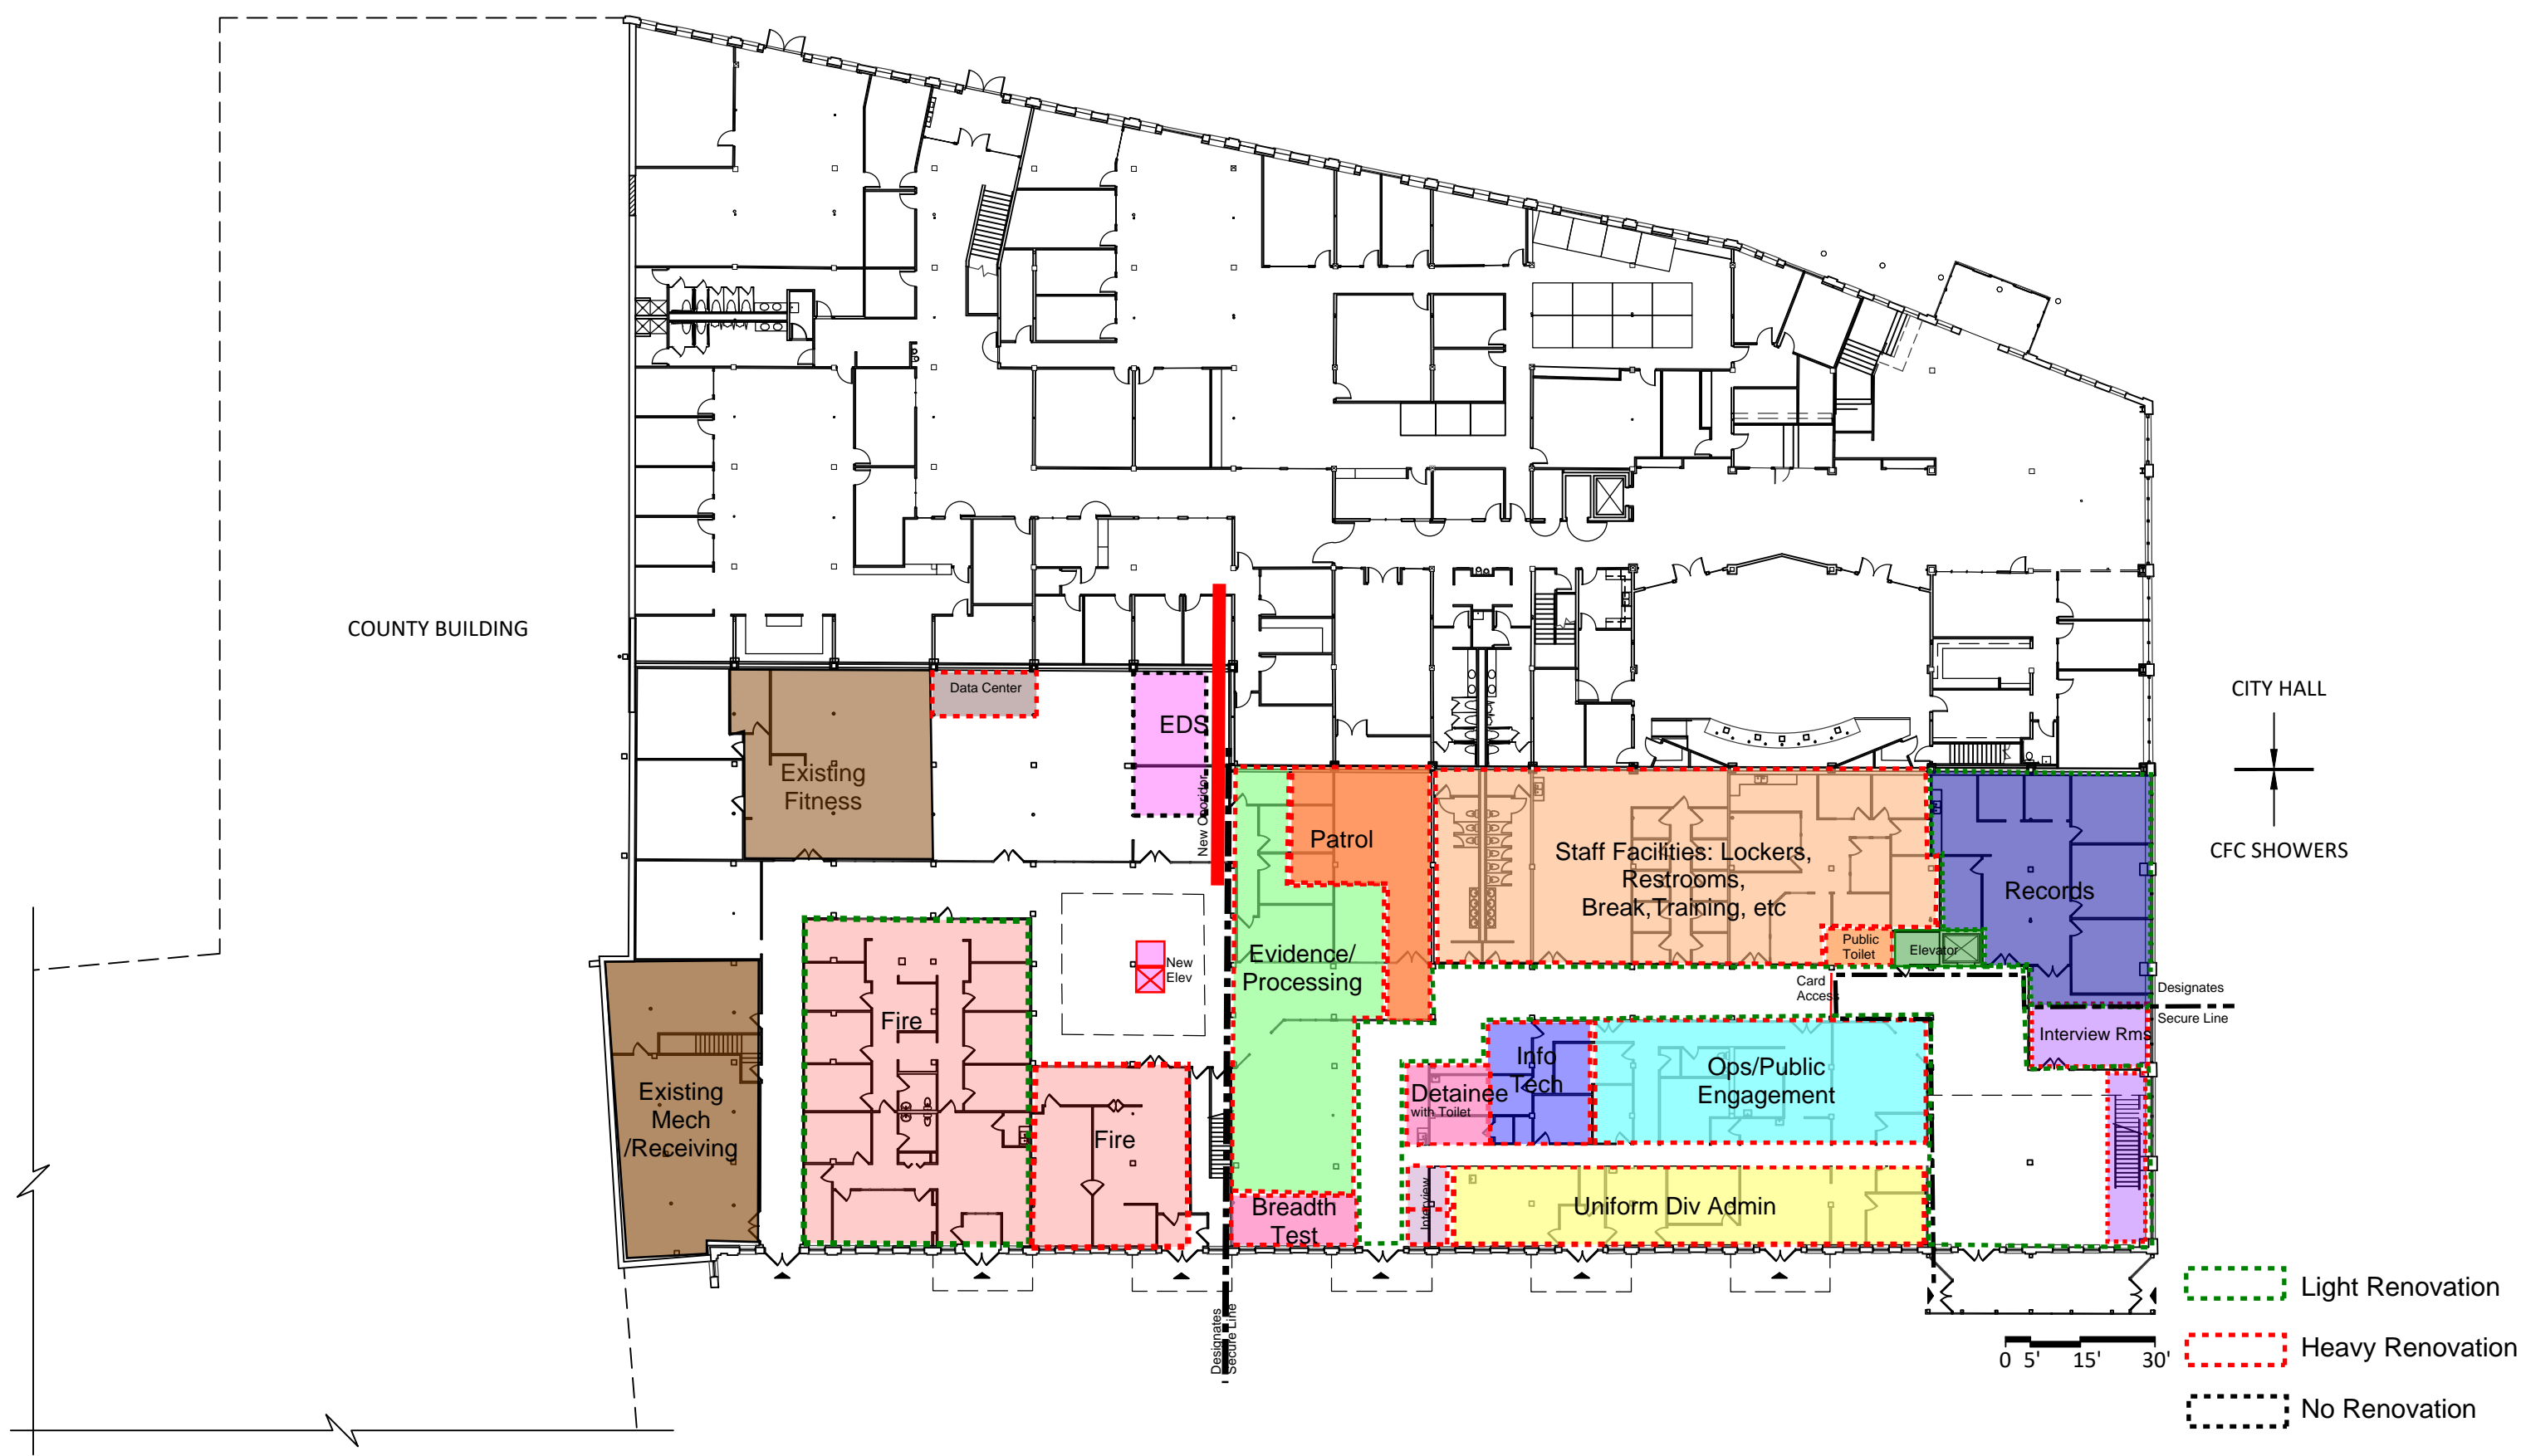 COUNTY BUILDING
CITY HALL
CFC SHOWERS
Data Center
EDS
New Corridor
Existing
Fitness
Patrol
Staff Facilities: Lockers,
Restrooms,
Break,Training, etc
Records
Public
Toilet
Elevator
Evidence/
Processing
New
Elev
Card
Access
Designates
Secure Line
Interview Rms
Fire
Info
Tech
Ops/Public
Engagement
Detainee
with Toilet
Existing
Mech
/Receiving
Fire
Interview
Uniform Div Admin
Breadth
Test
Designates
Secure Line
Light Renovation
Heavy Renovation
No Renovation
0 5' 15' 30'